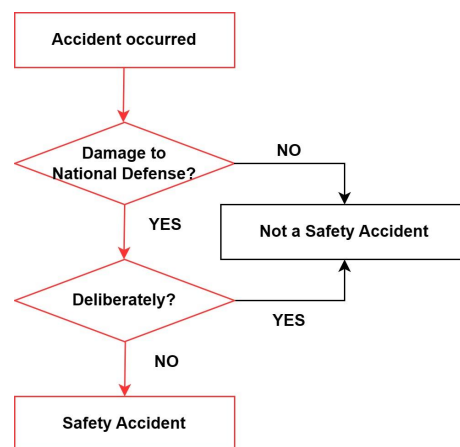 Accident occurred
Damage to
National Defense?
NO
YES
Not a Safety Accident
Deliberately?
YES
NO
Safety Accident